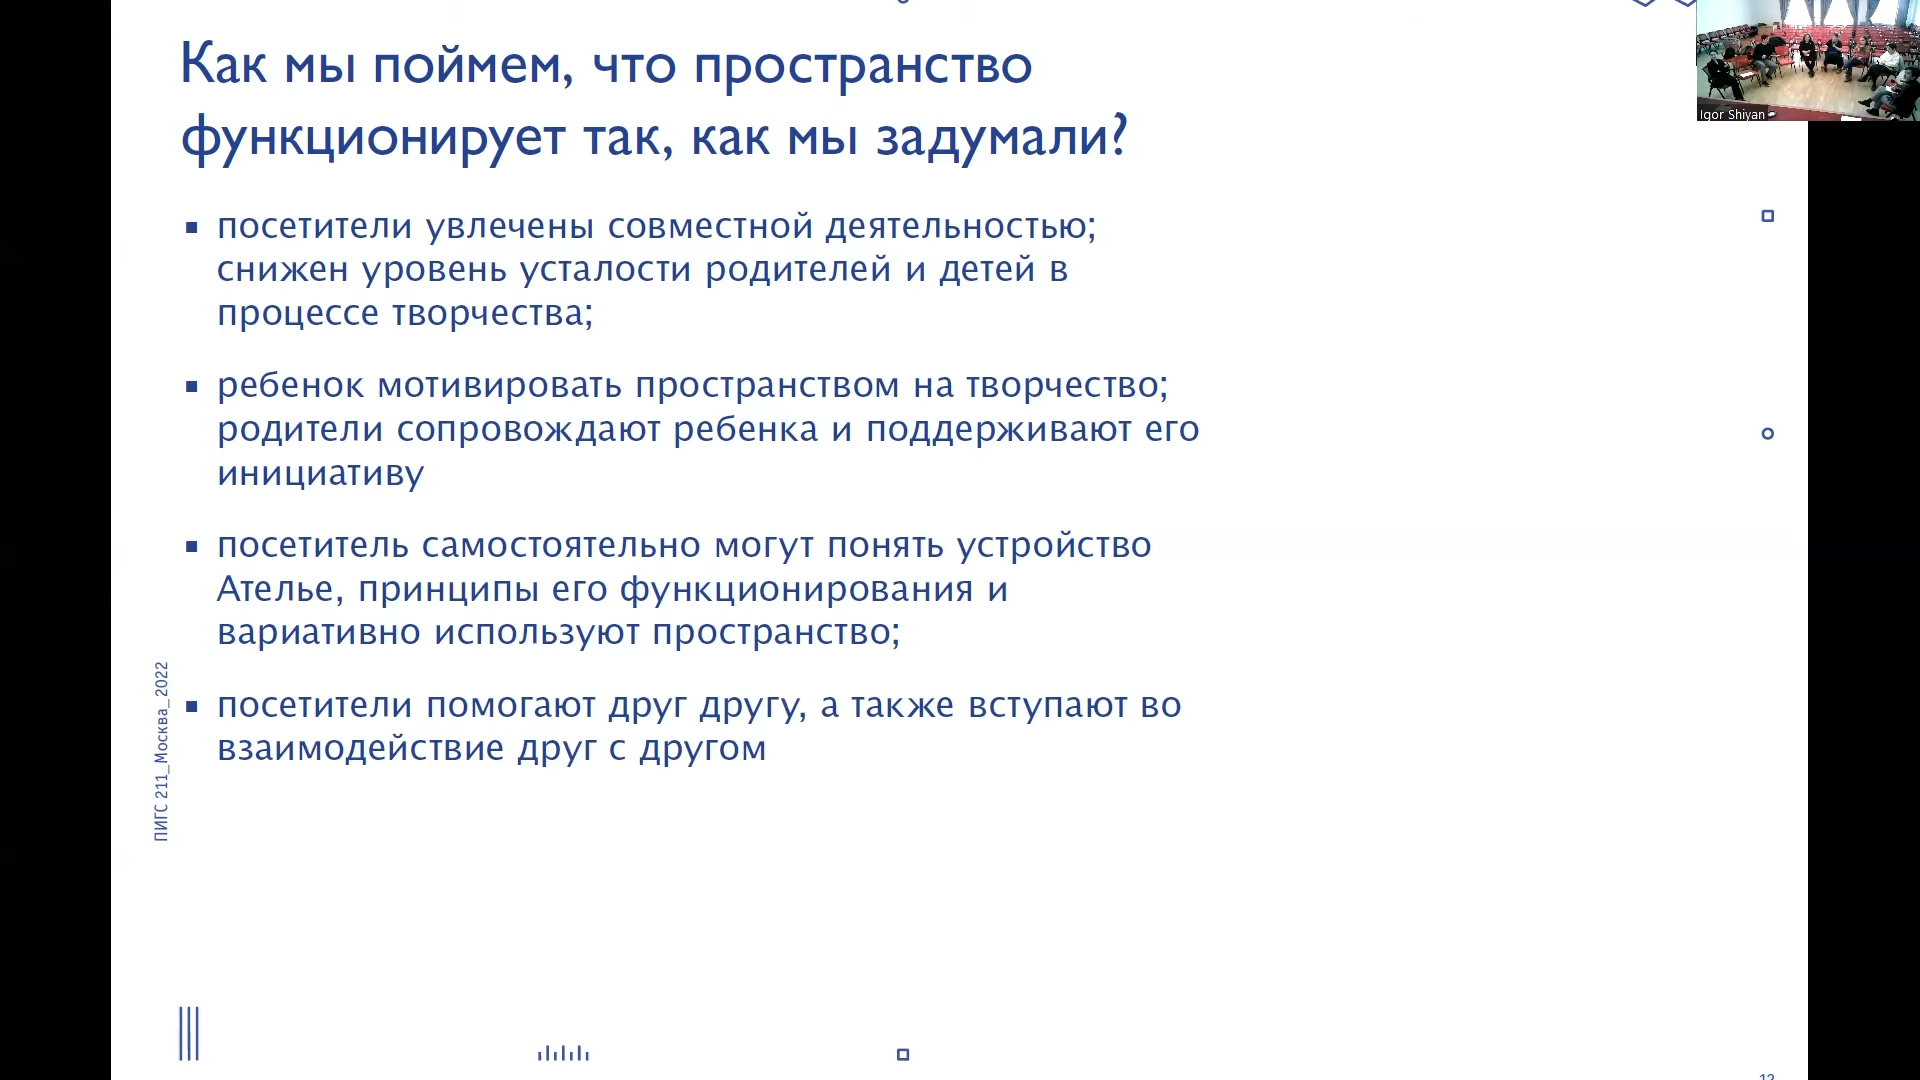 Как мы поймем, что пространство
функционирует так, как мы задумали?
Igor Shiyan
посетители увлечены совместной деятельностью;
снижен уровень усталости родителей и детей в
процессе творчества;
ребенок мотивировать пространством на творчество;
родители сопровождают ребенка и поддерживают его
инициативу
посетитель самостоятельно могут понять устройство
Ателье, принципы его функционирования и
вариативно используют пространство;
посетители помогают друг другу, а также вступают во
взаимодействие друг с другом
ПИГС 211_Москва_2022